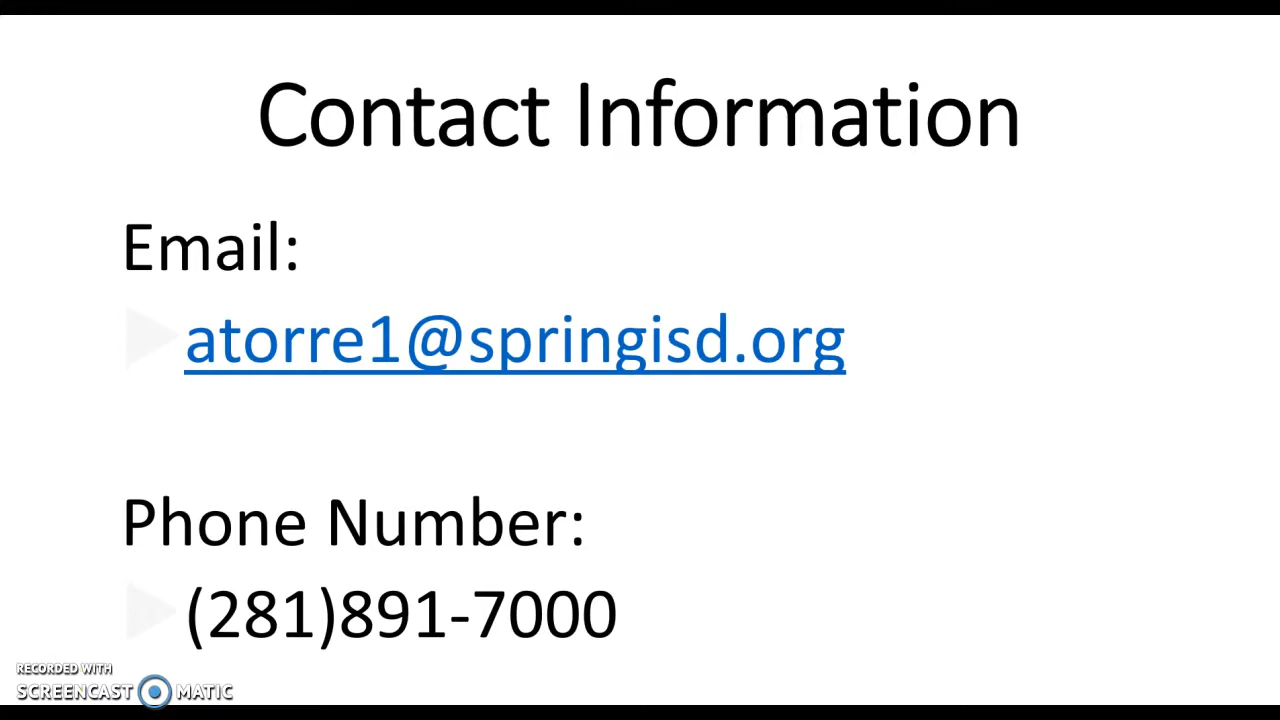 Contact Information
Email:
atorre1@springisd.org
Phone Number:
(281)891-7000
RECORDED WITH
SCREENCAST MATIC